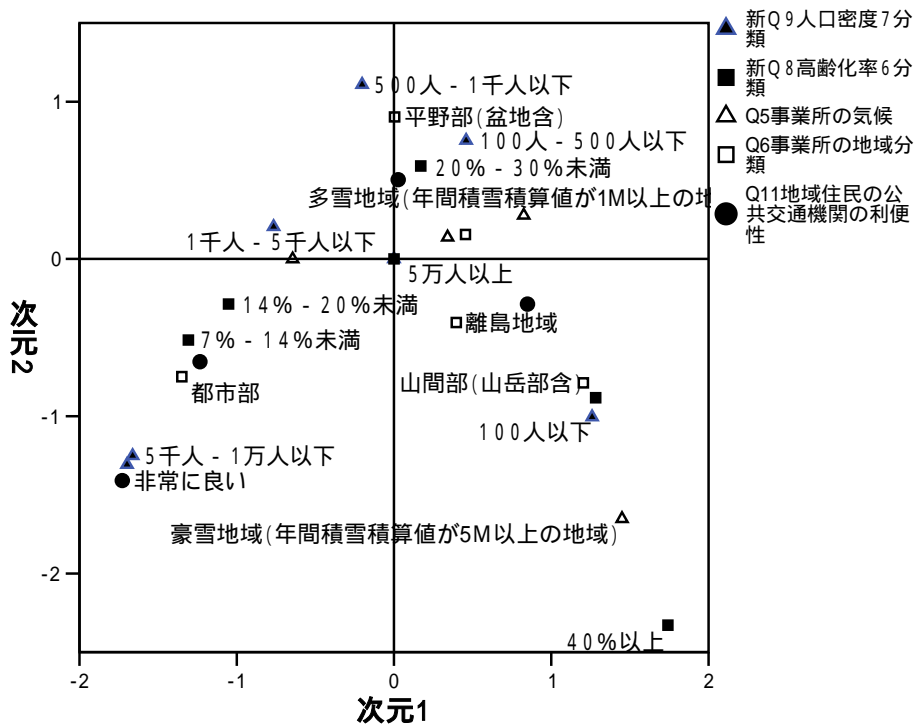 新Q9人口密度7分
類
新Q8高齢化率6分
類
Q5事業所の気候
Q6事業所の地域分
類
Q11地域住民の公
共交通機関の利便
性
500人 - 1千人以下
平野部(盆地含)
100人 - 500人以下
20% - 30%未満
多雪地域(年間積雪積算値が1M以上の地
1千人 - 5千人以下
5万人以上
14% - 20%未満
離島地域
7% - 14%未満
山間部(山岳部含)
都市部
100人以下
5千人 - 1万人以下
非常に良い
豪雪地域(年間積雪積算値が5M以上の地域)
40%以上
1
0
-1
-2
-2
-1
0
1
2
次元2
次元1